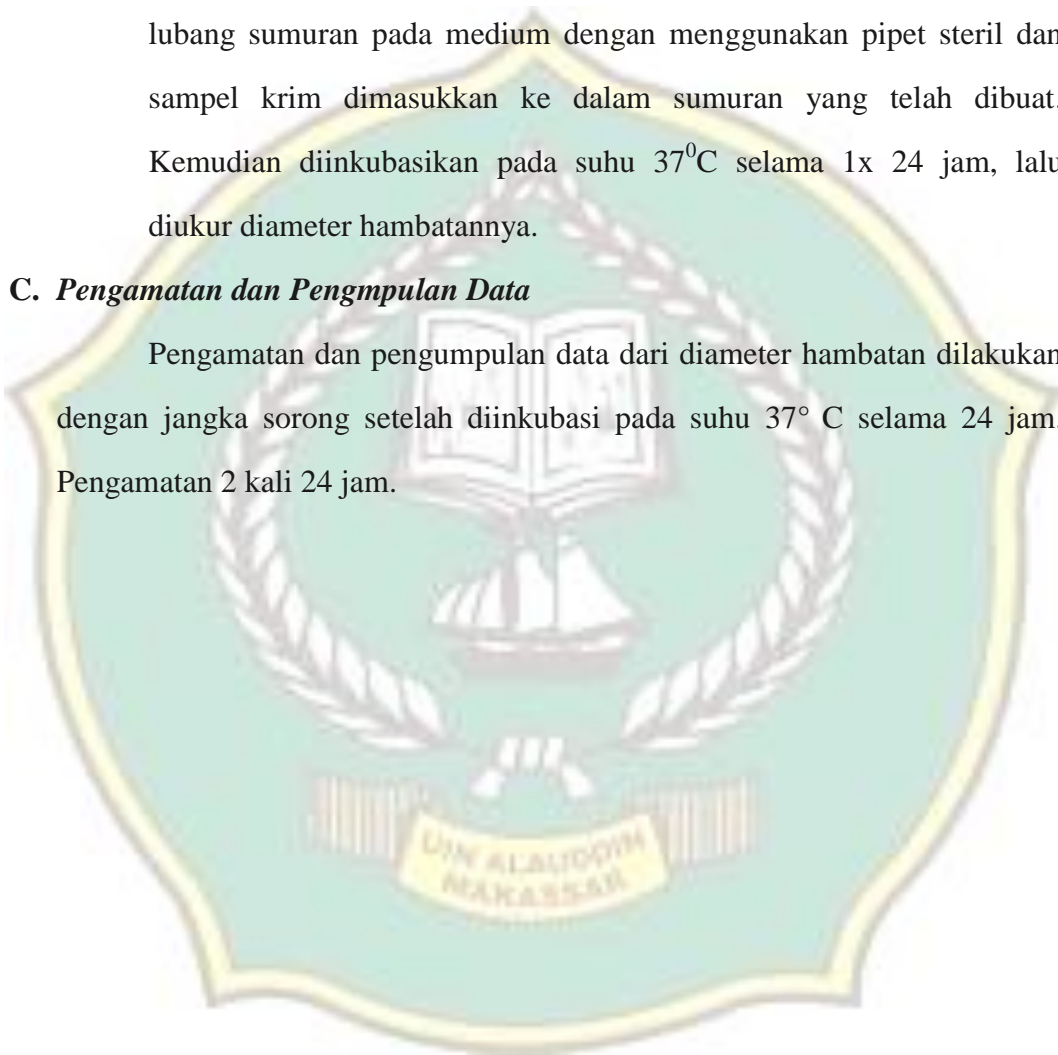 lubang sumuran pada medium dengan menggunakan pipet steril dan
sampel krim dimasukkan ke dalam sumuran yang telah dibuat.
Kemudian diinkubasikan pada suhu 37⁰C selama 1x 24 jam, lalu
diukur diameter hambatannya.
C. Pengamatan dan Pengmpulan Data
Pengamatan dan pengumpulan data dari diameter hambatan dilakukan
dengan jangka sorong setelah diinkubasi pada suhu 37° C selama 24 jam.
Pengamatan 2 kali 24 jam.
UIN ALAUDDIN
MAKASSAR